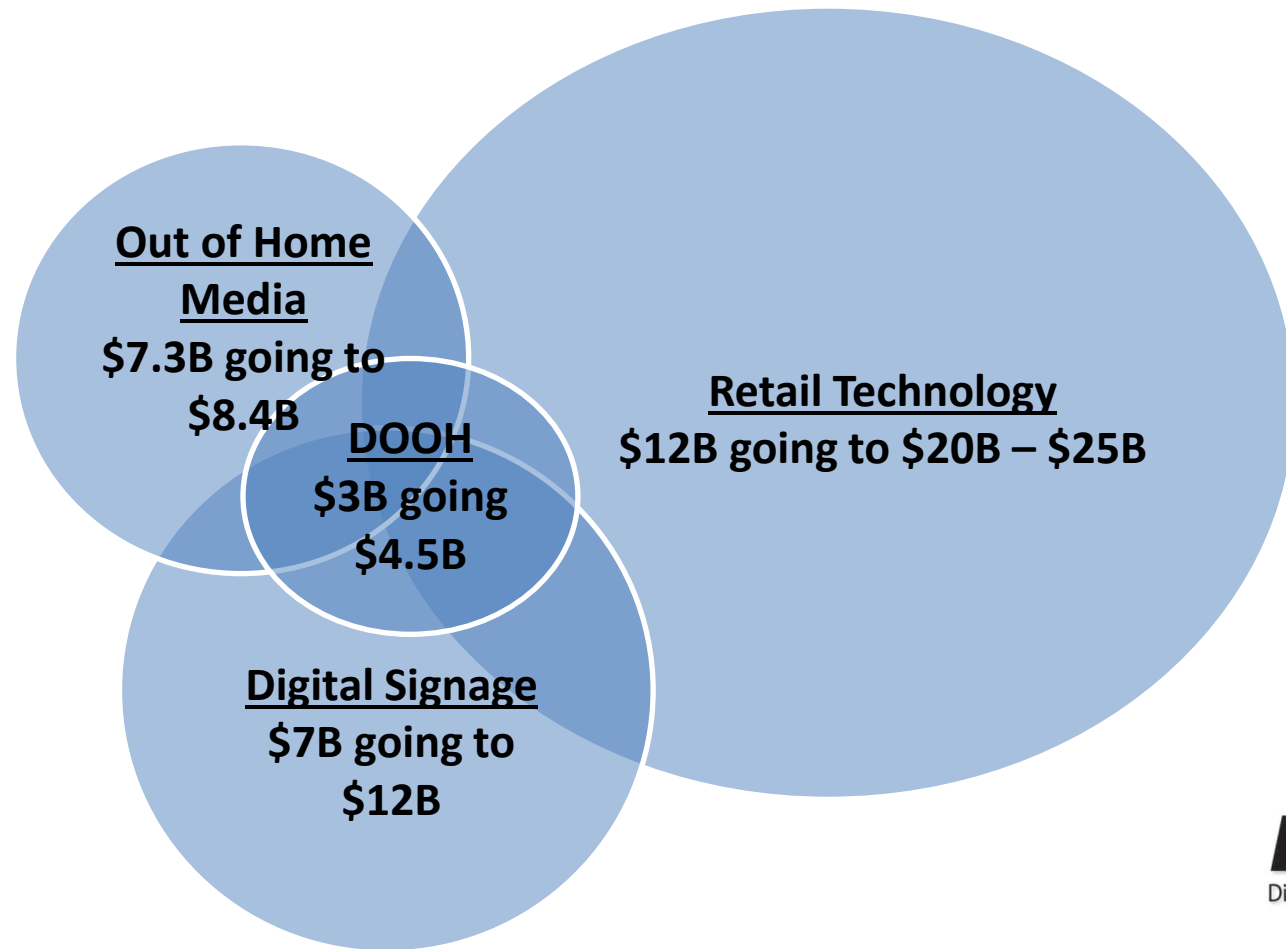 Out of Home
Media
$7.3B going to
$8.4B
DOOH
$3B going
$4.5B
Retail Technology
$12B going to $20B – $25B
Digital Signage
$7B going to
$12B